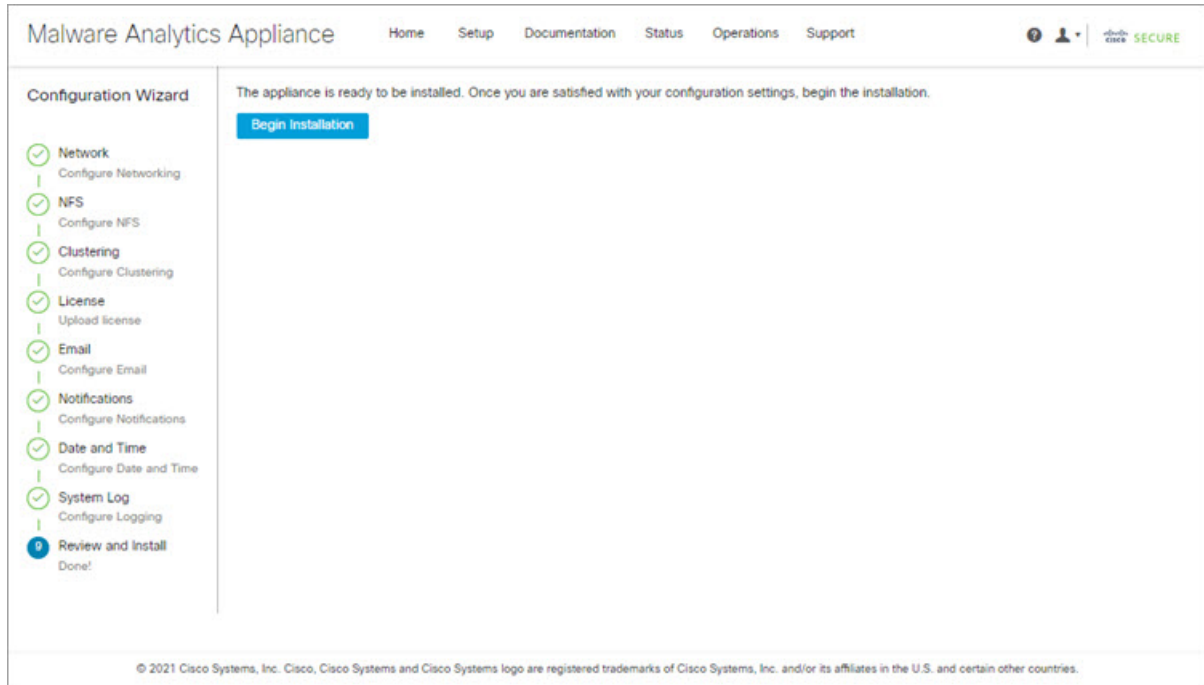 Malware Analytics Appliance
Home Setup Documentation Status Operations Support
cisco SECURE
Configuration Wizard
The appliance is ready to be installed. Once you are satisfied with your configuration settings, begin the installation.
Begin Installation
Network
Configure Networking
NFS
Configure NFS
Clustering
Configure Clustering
License
Upload license
Email
Configure Email
Notifications
Configure Notifications
Date and Time
Configure Date and Time
System Log
Configure Logging
9 Review and Install
Done!
© 2021 Cisco Systems, Inc. Cisco, Cisco Systems and Cisco Systems logo are registered trademarks of Cisco Systems, Inc. and/or its affiliates in the U.S. and certain other countries.